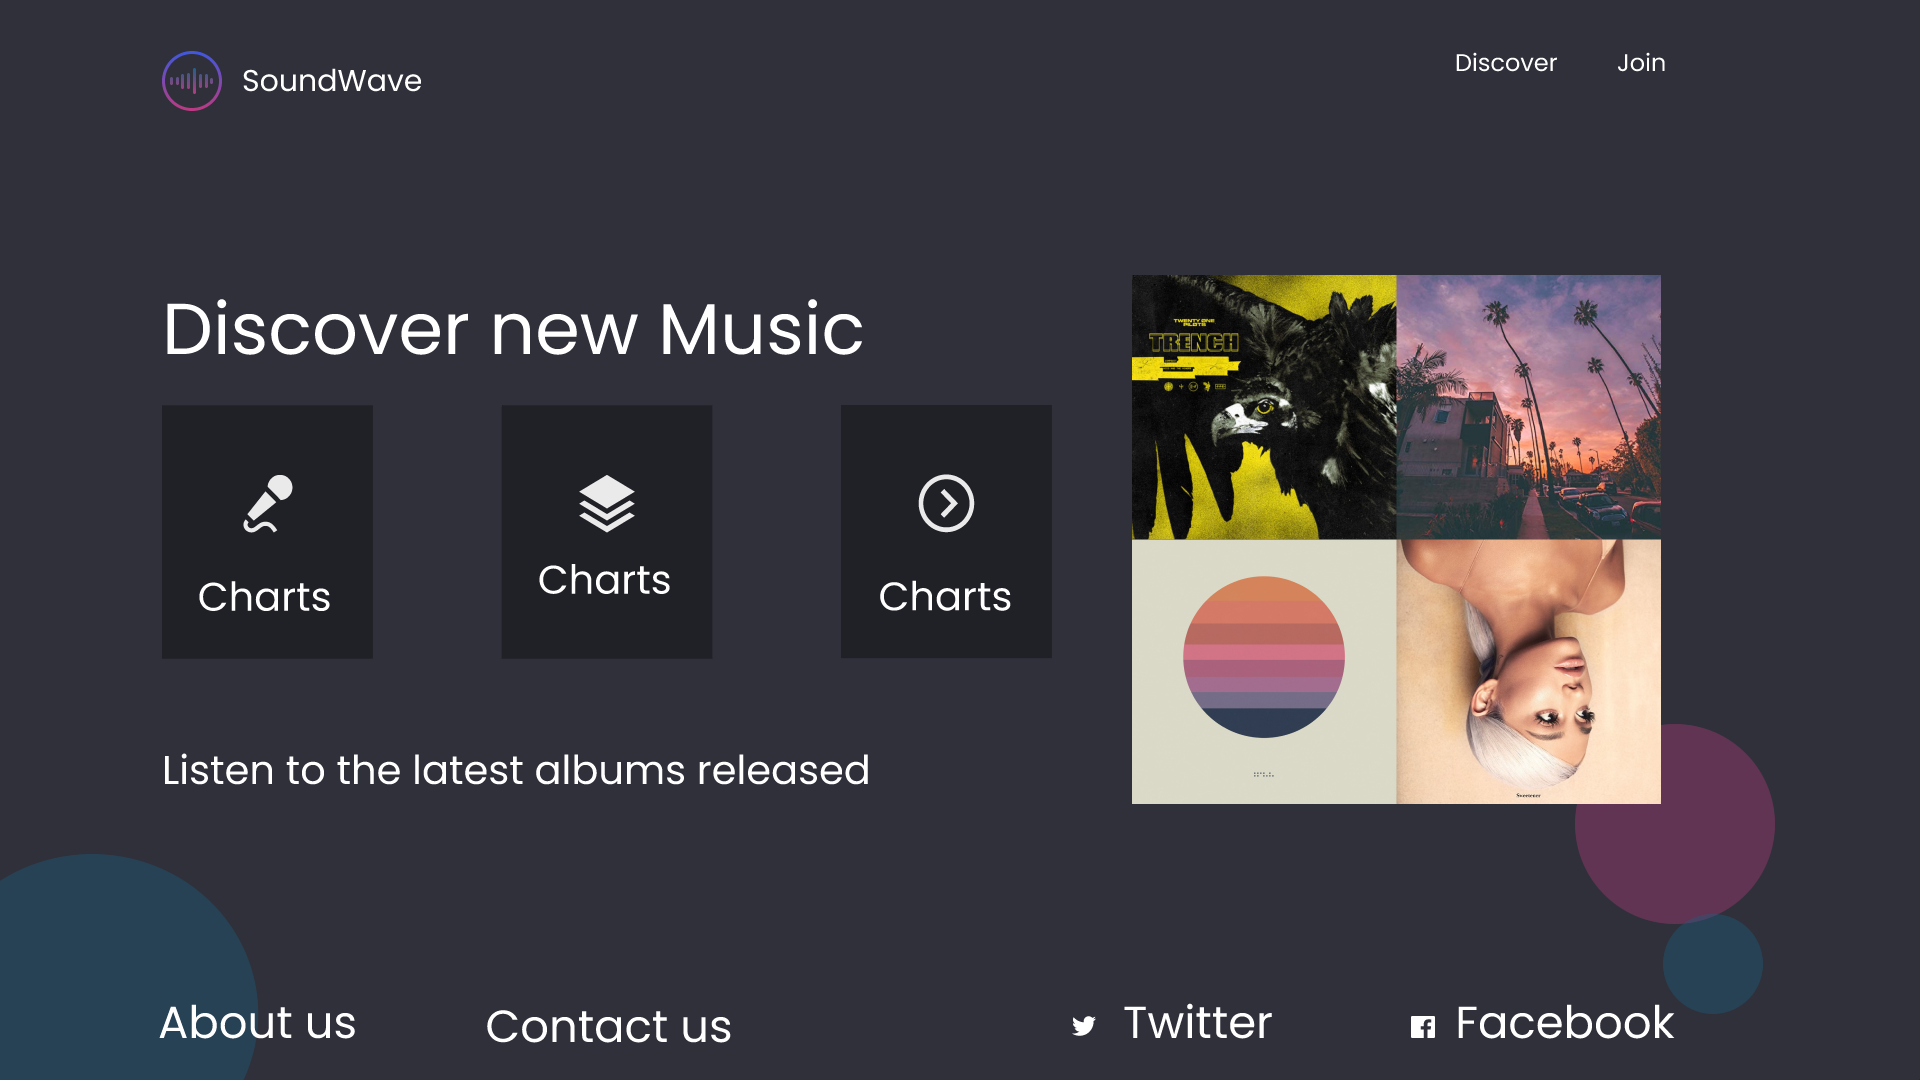 SoundWave
Discover
Join
Discover new Music
TWENTY ONE
PILOTS
TRENCH
Charts
Charts
Charts
Sweetener
Listen to the latest albums released
About us
Contact us
Twitter
Facebook